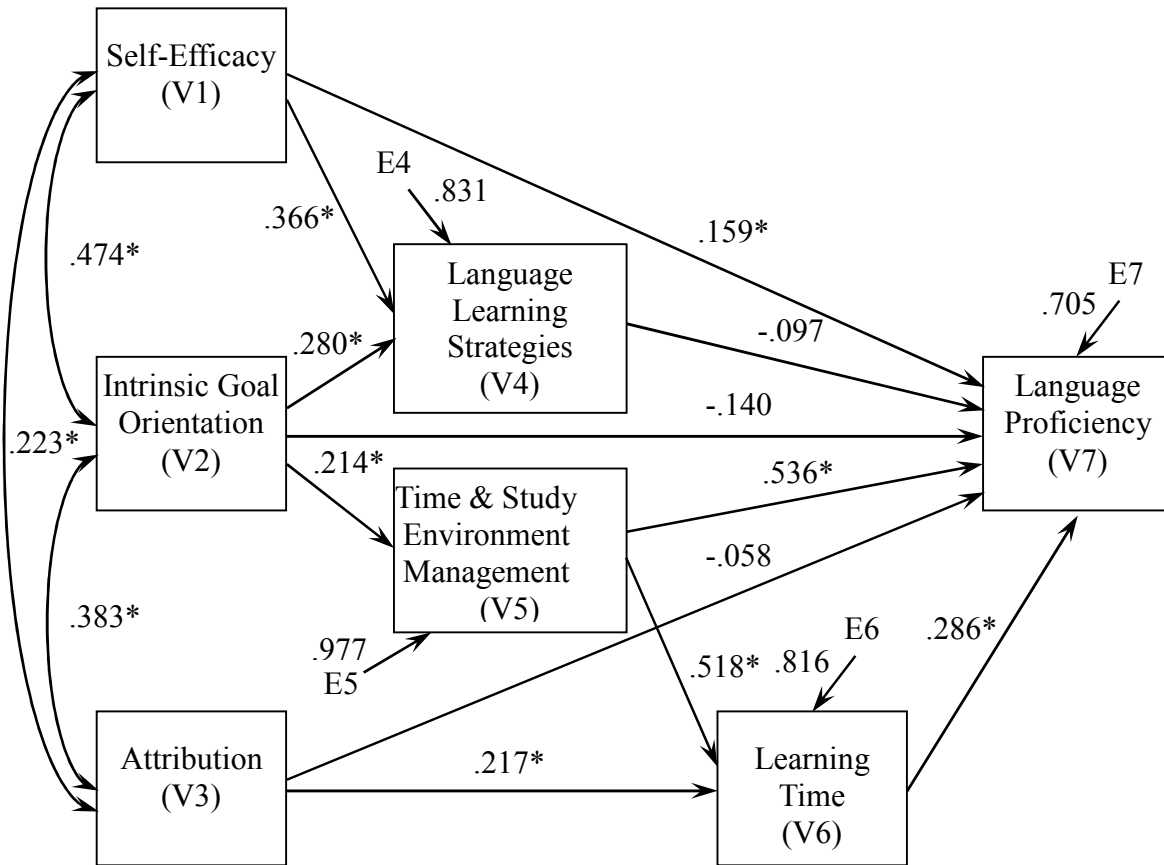 Self-Efficacy
(V1)
E4
.831
.366*
.159*
.474*
Language
Learning
Strategies
(V4)
E7
.705
-.097
.280*
Intrinsic Goal
Orientation
(V2)
-.140
Language
Proficiency
(V7)
.223*
.214*
.536*
Time & Study
Environment
Management
(V5)
-.058
.383*
.977
E5
E6
.816
.518*
.286*
Attribution
(V3)
.217*
Learning
Time
(V6)